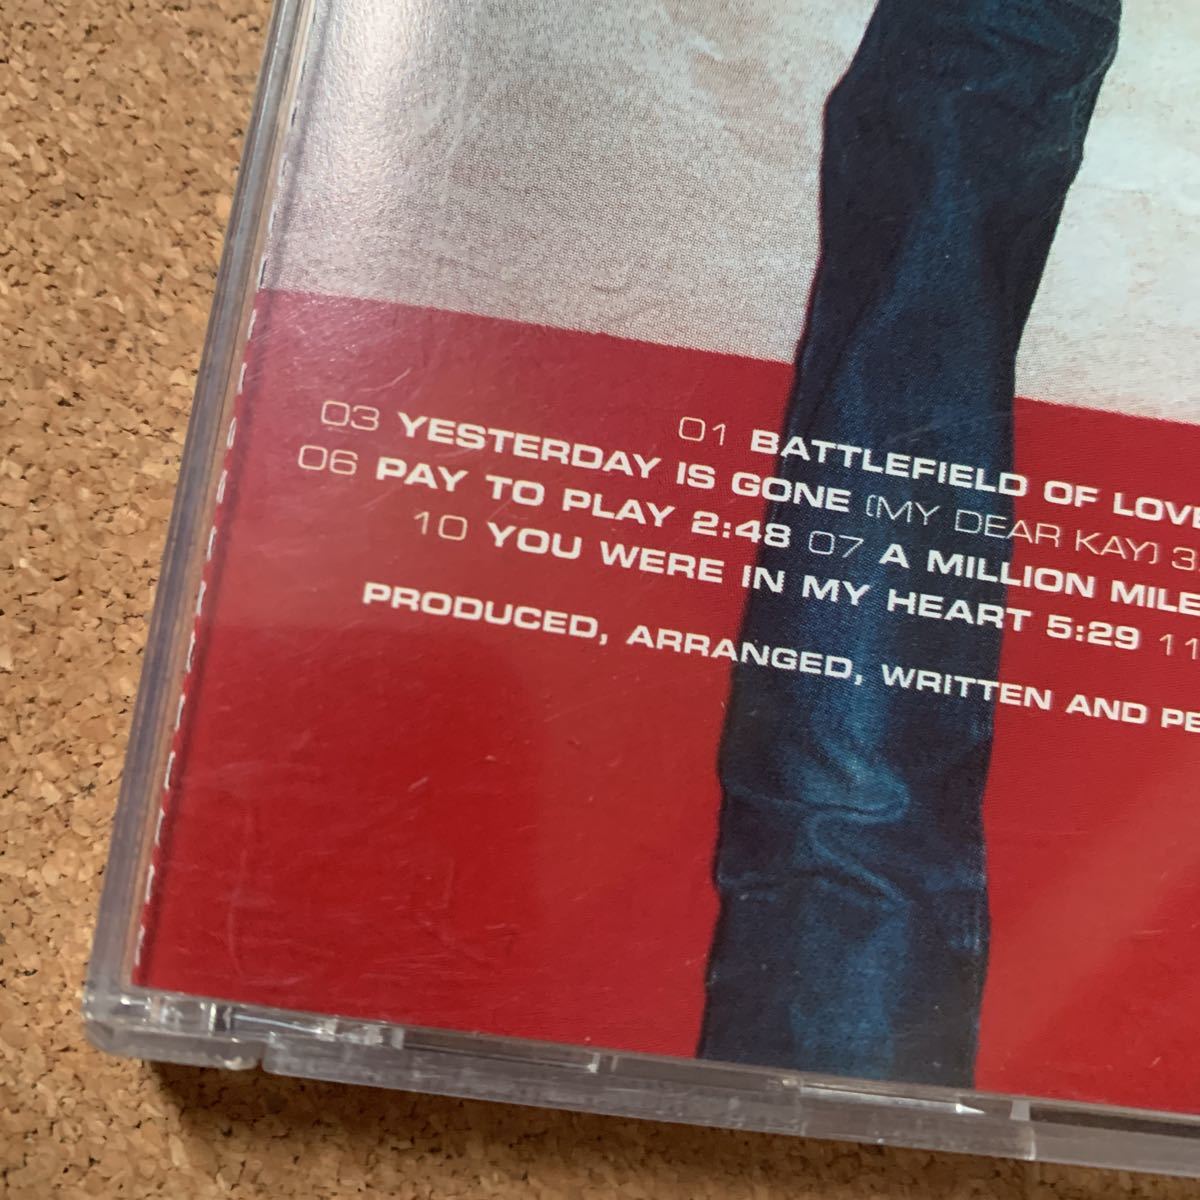 01 BATTLEFIELD OF LOVE
03 YESTERDAY IS GONE (MY DEAR KAY) 3
06 PAY TO PLAY 2:48 07 A MILLION MILE
10 YOU WERE IN MY HEART 5:29 11
PRODUCED, ARRANGED, WRITTEN AND PE